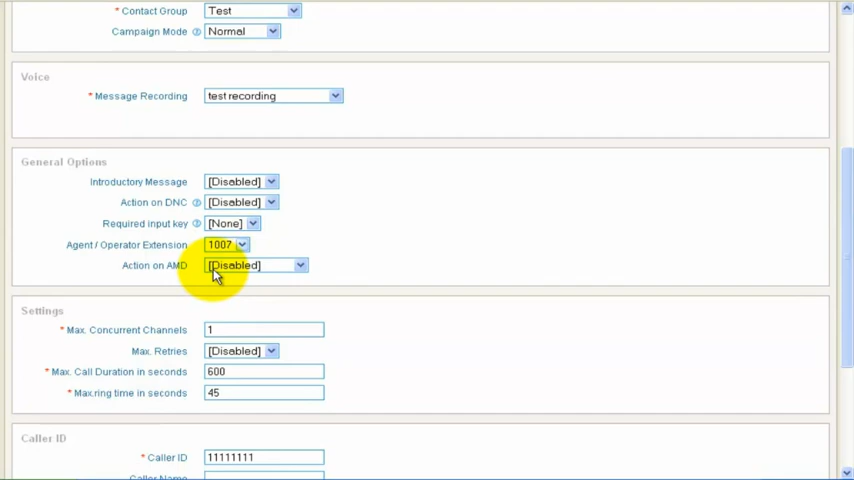 * Contact Group Test
Campaign Mode ? Normal
Voice
* Message Recording test recording
General Options
Introductory Message [Disabled]
Action on DNC ? [Disabled]
Required input key ? [None]
Agent / Operator Extension 1007
Action on AMD [Disabled]
Settings
* Max. Concurrent Channels 1
Max. Retries [Disabled]
* Max. Call Duration in seconds 600
* Max.ring time in seconds 45
Caller ID
* Caller ID 11111111
Caller Name